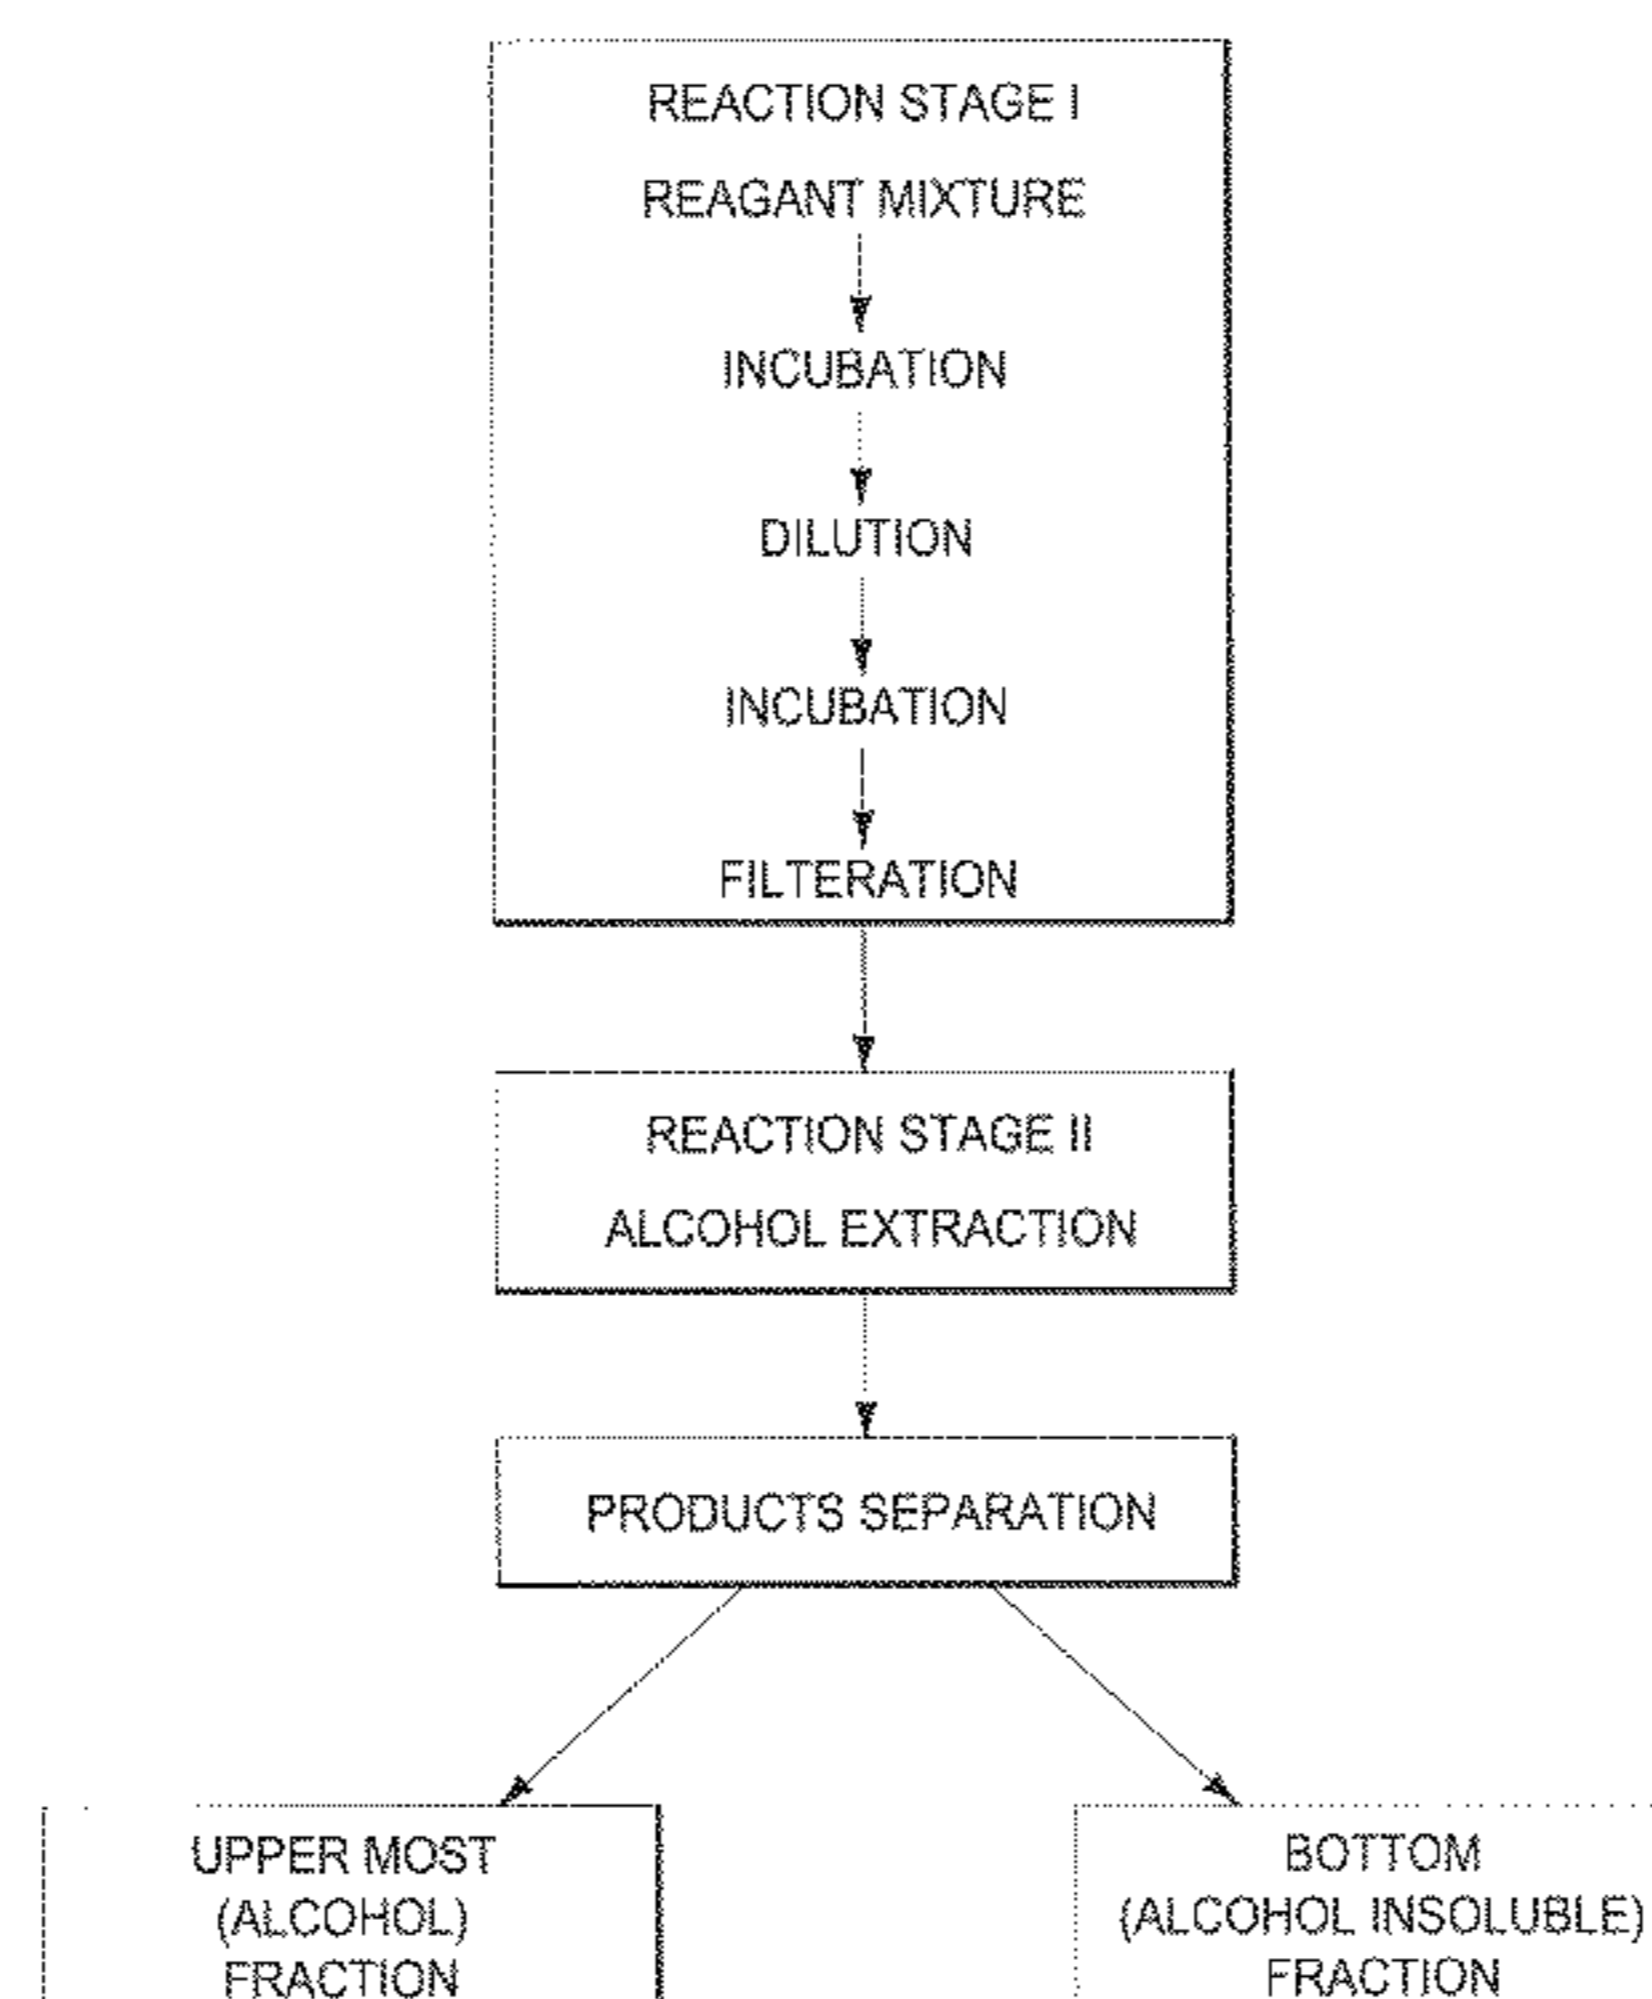 REACTION STAGE I
REAGANT MIXTURE
INCUBATION
DILUTION
INCUBATION
FILTERATION
REACTION STAGE II
ALCOHOL EXTRACTION
PRODUCTS SEPARATION
UPPER MOST
(ALCOHOL)
FRACTION
BOTTOM
(ALCOHOL INSOLUBLE)
FRACTION